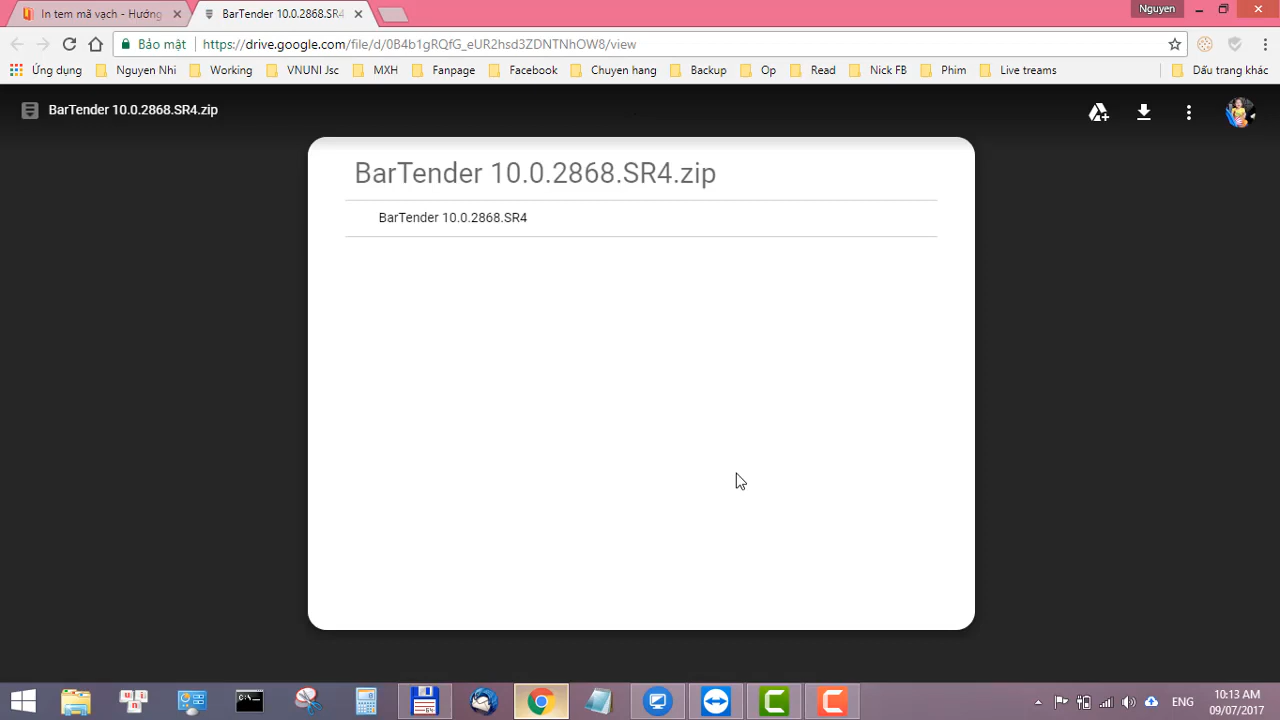 In tem mã vạch - Hướng
BarTender 10.0.2868.SR4
Nguyen
Bảo mật
https://drive.google.com/file/d/0B4b1gRQfG_eUR2hsd3ZDNTNhOW8/view
Ứng dụng
Nguyen Nhi
Working
VNUNI Jsc
MXH
Fanpage
Facebook
Chuyen hang
Backup
Op
Read
Nick FB
Phim
Live treams
Dấu trang khác
BarTender 10.0.2868.SR4.zip
BarTender 10.0.2868.SR4.zip
BarTender 10.0.2868.SR4
ENG
10:13 AM
09/07/2017